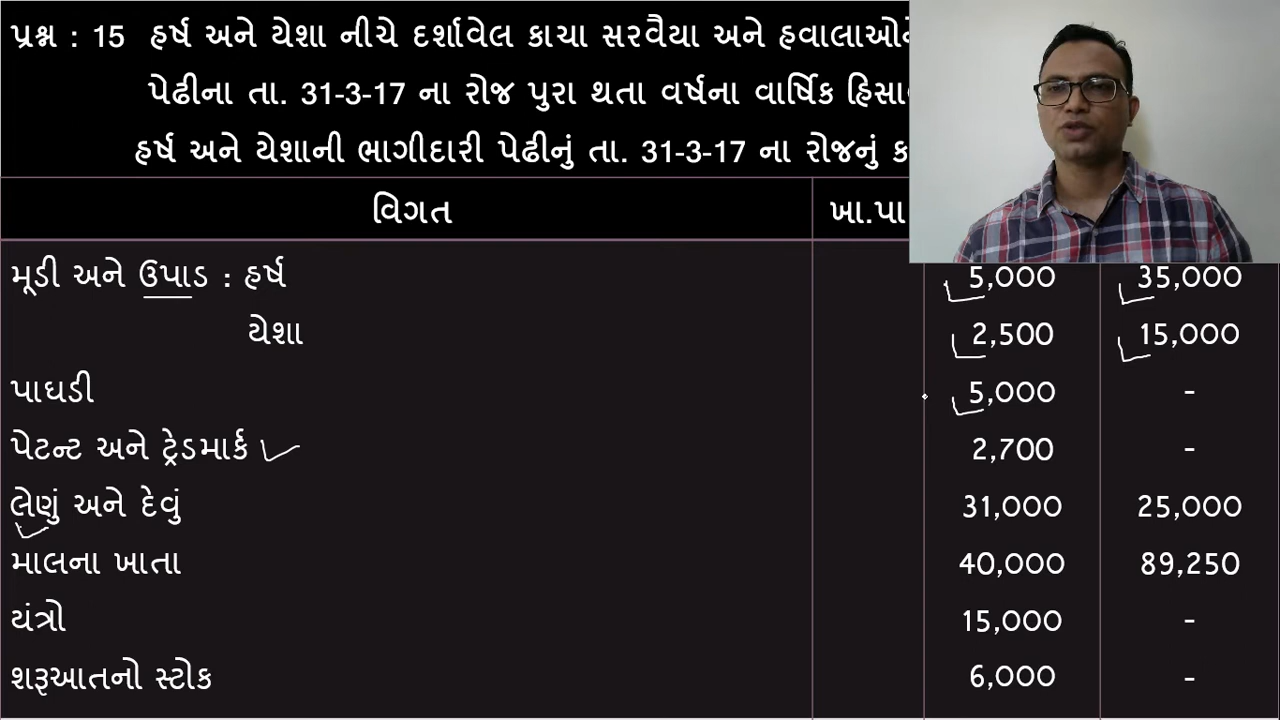 પ્રશ્ન : 15 હર્ષ અને યેશા નીચે દર્શાવેલ કાચા સરવૈયા અને
પેઢીના તા. 31-3-17 ના રોજ પુરા થતા વર્ષના વાર્ષિક
હર્ષ અને યેશાની ભાગીદારી પેઢીનું તા. 31-3-17 ના રોજનું
વિગત ખા.પા
મૂડી અને ઉપાડ : હર્ષ 5,000 35,000
યેશા 2,500 15,000
પાઘડી 5,000 -
પેટન્ટ અને ટ્રેડમાર્ક 2,700 -
લેણું અને દેવું 31,000 25,000
માલના ખાતા 40,000 89,250
યંત્રો 15,000 -
શરૂઆતનો સ્ટોક 6,000 -